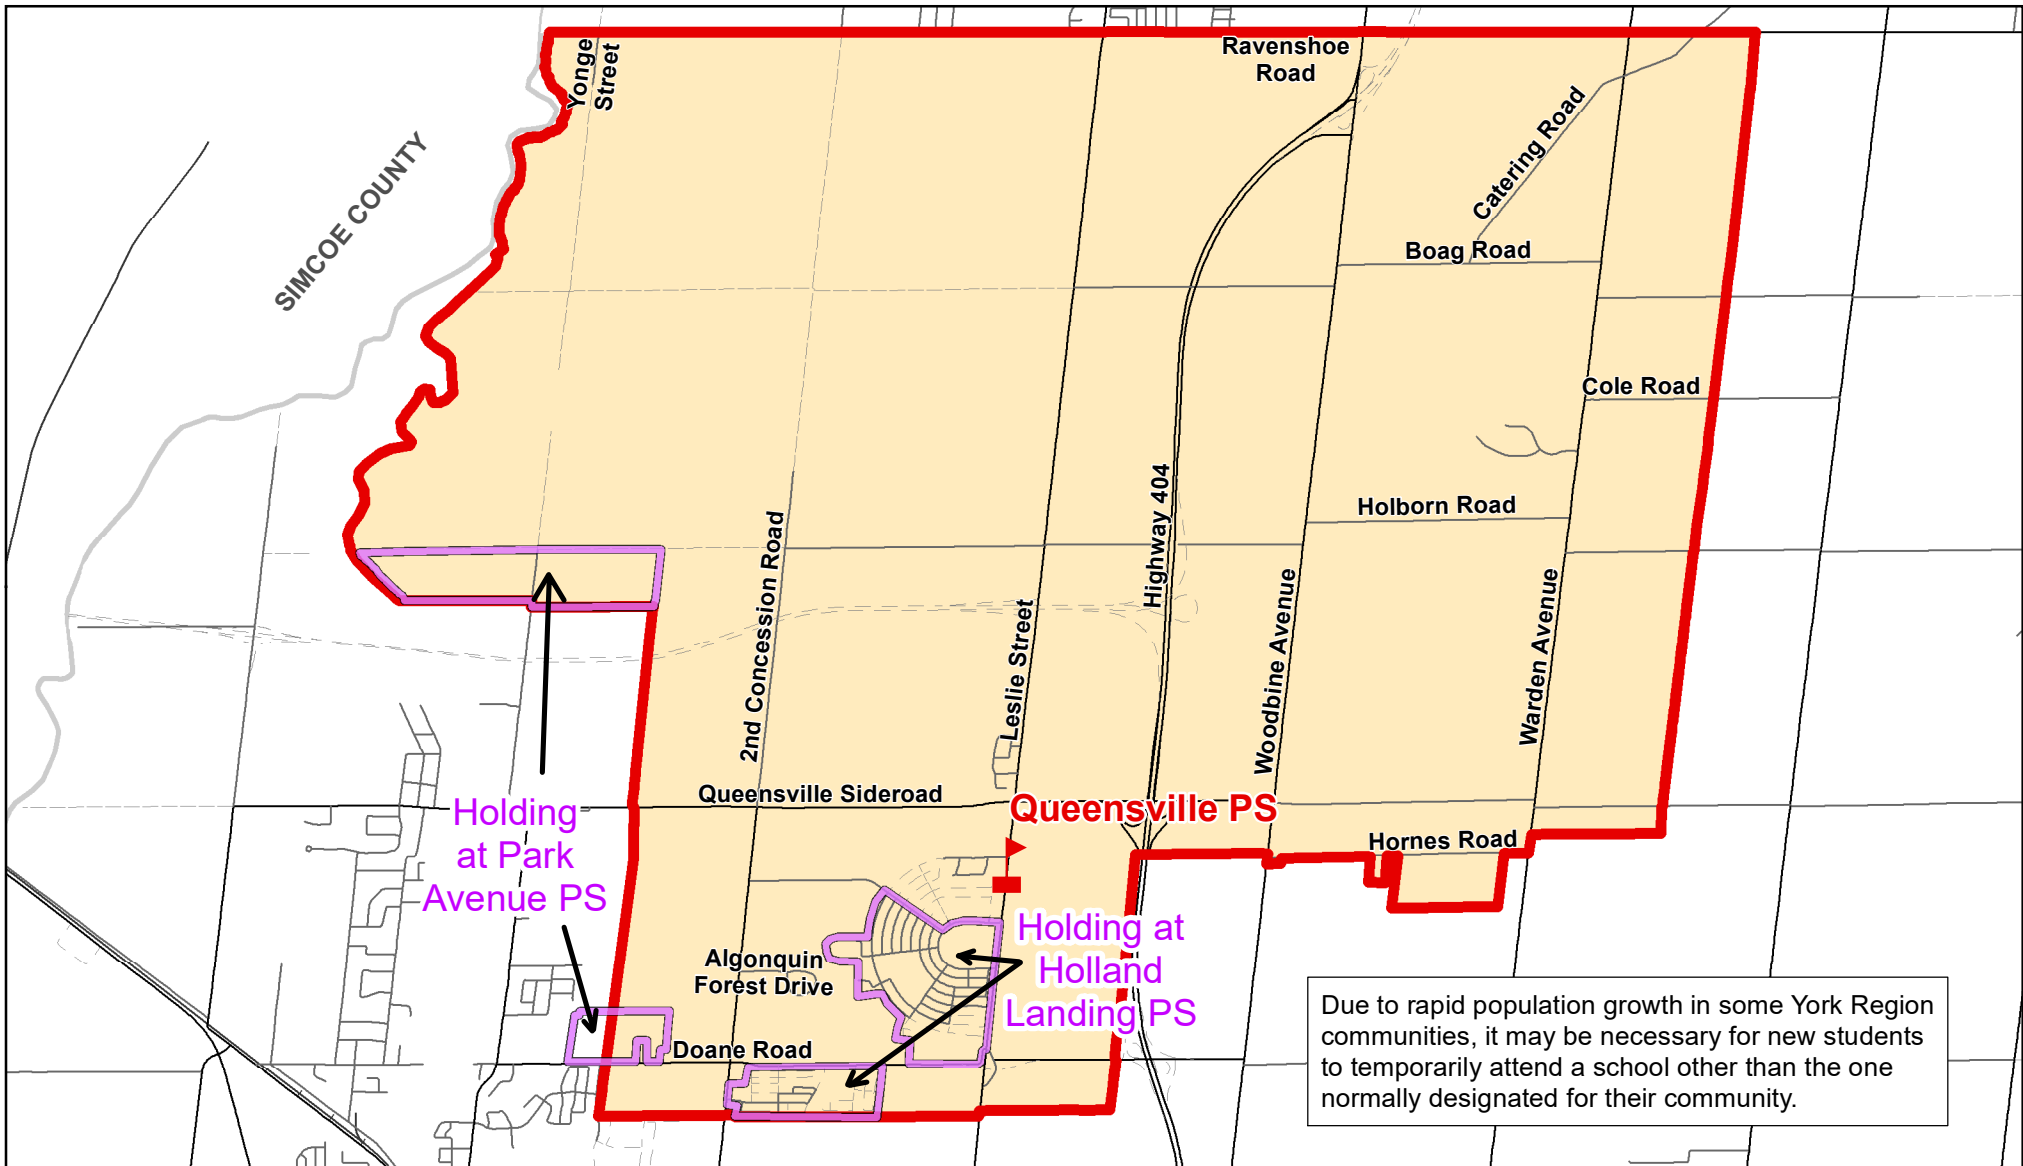 Ravenshoe
Road
Yonge
Street
Catering Road
SIMCOE COUNTY
Boag Road
Cole Road
Highway 404
Holborn Road
2nd Concession Road
Leslie Street
Woodbine Avenue
Warden Avenue
Queensville Sideroad
Queensville PS
Hornes Road
Holding
at Park
Avenue PS
Algonquin
Forest Drive
Holding at
Holland
Landing PS
Doane Road
Due to rapid population growth in some York Region
communities, it may be necessary for new students
to temporarily attend a school other than the one
normally designated for their community.